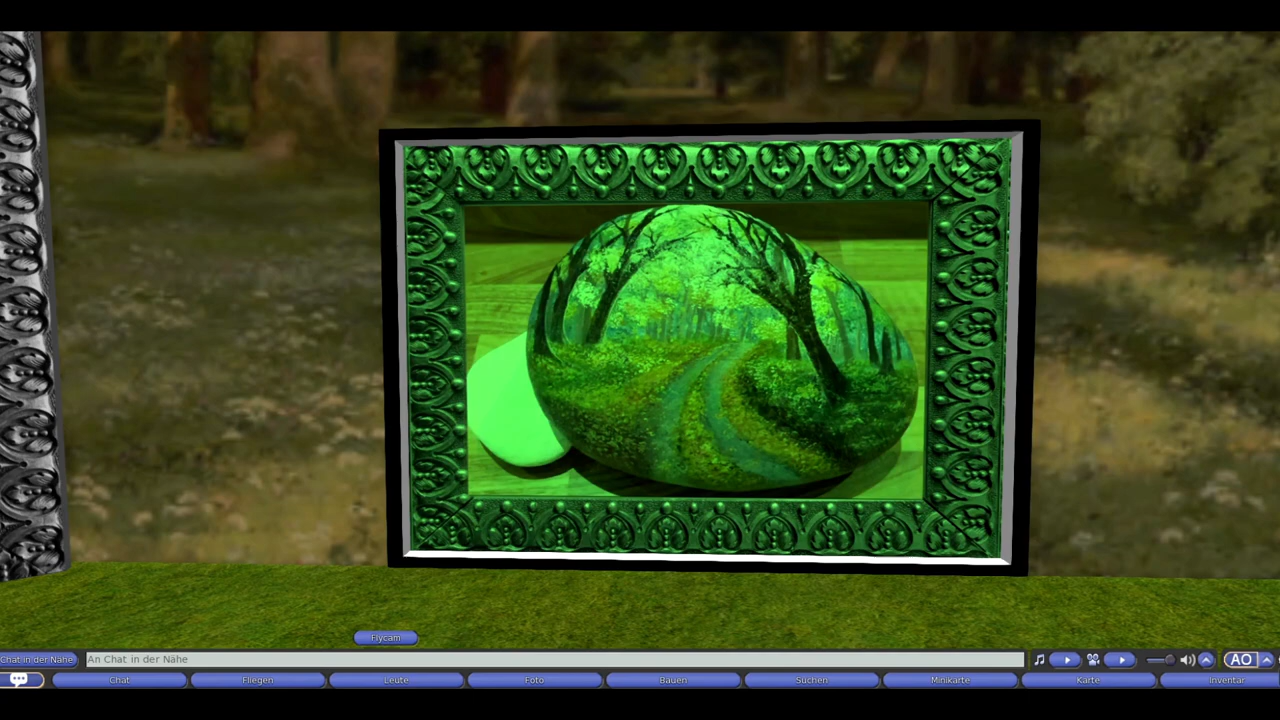 Flycam
Chat in der Nähe An Chat in der Nähe AO
Chat Fliegen Leute Foto Bauen Suchen Minikarte Karte Inventar